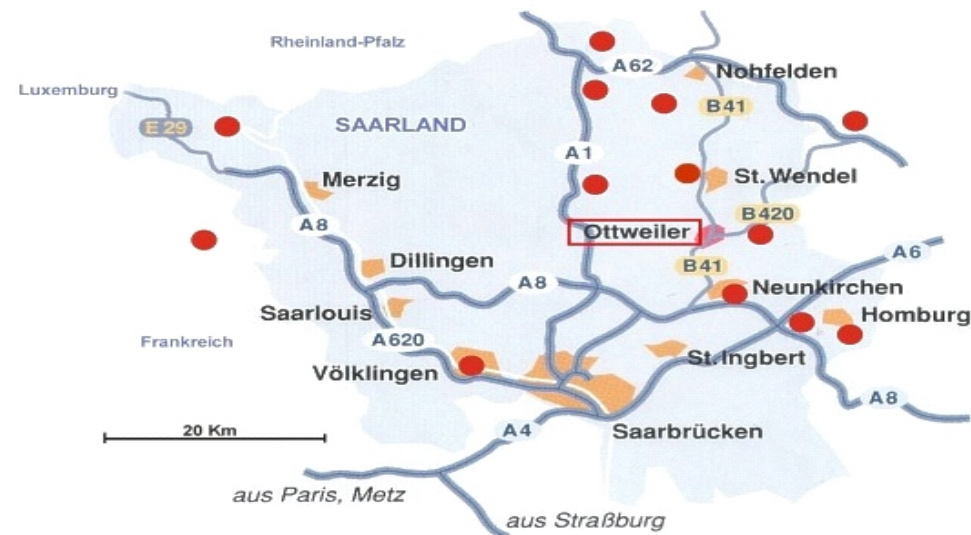 Rheinland-Pfalz
A62
Nohfelden
Luxemburg
B41
E 29
SAARLAND
A1
Merzig
St.Wendel
B420
A8
Ottweiler
A6
Dillingen
B41
A8
Neunkirchen
Saarlouis
Homburg
Frankreich
A620
St.Ingbert
Völklingen
A8
20 Km
A4
Saarbrücken
aus Paris, Metz
aus Straßburg